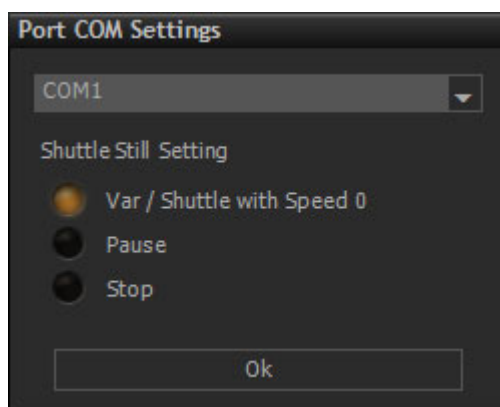 Port COM Settings
COM1
Shuttle Still Setting
Var / Shuttle with Speed 0
Pause
Stop
Ok